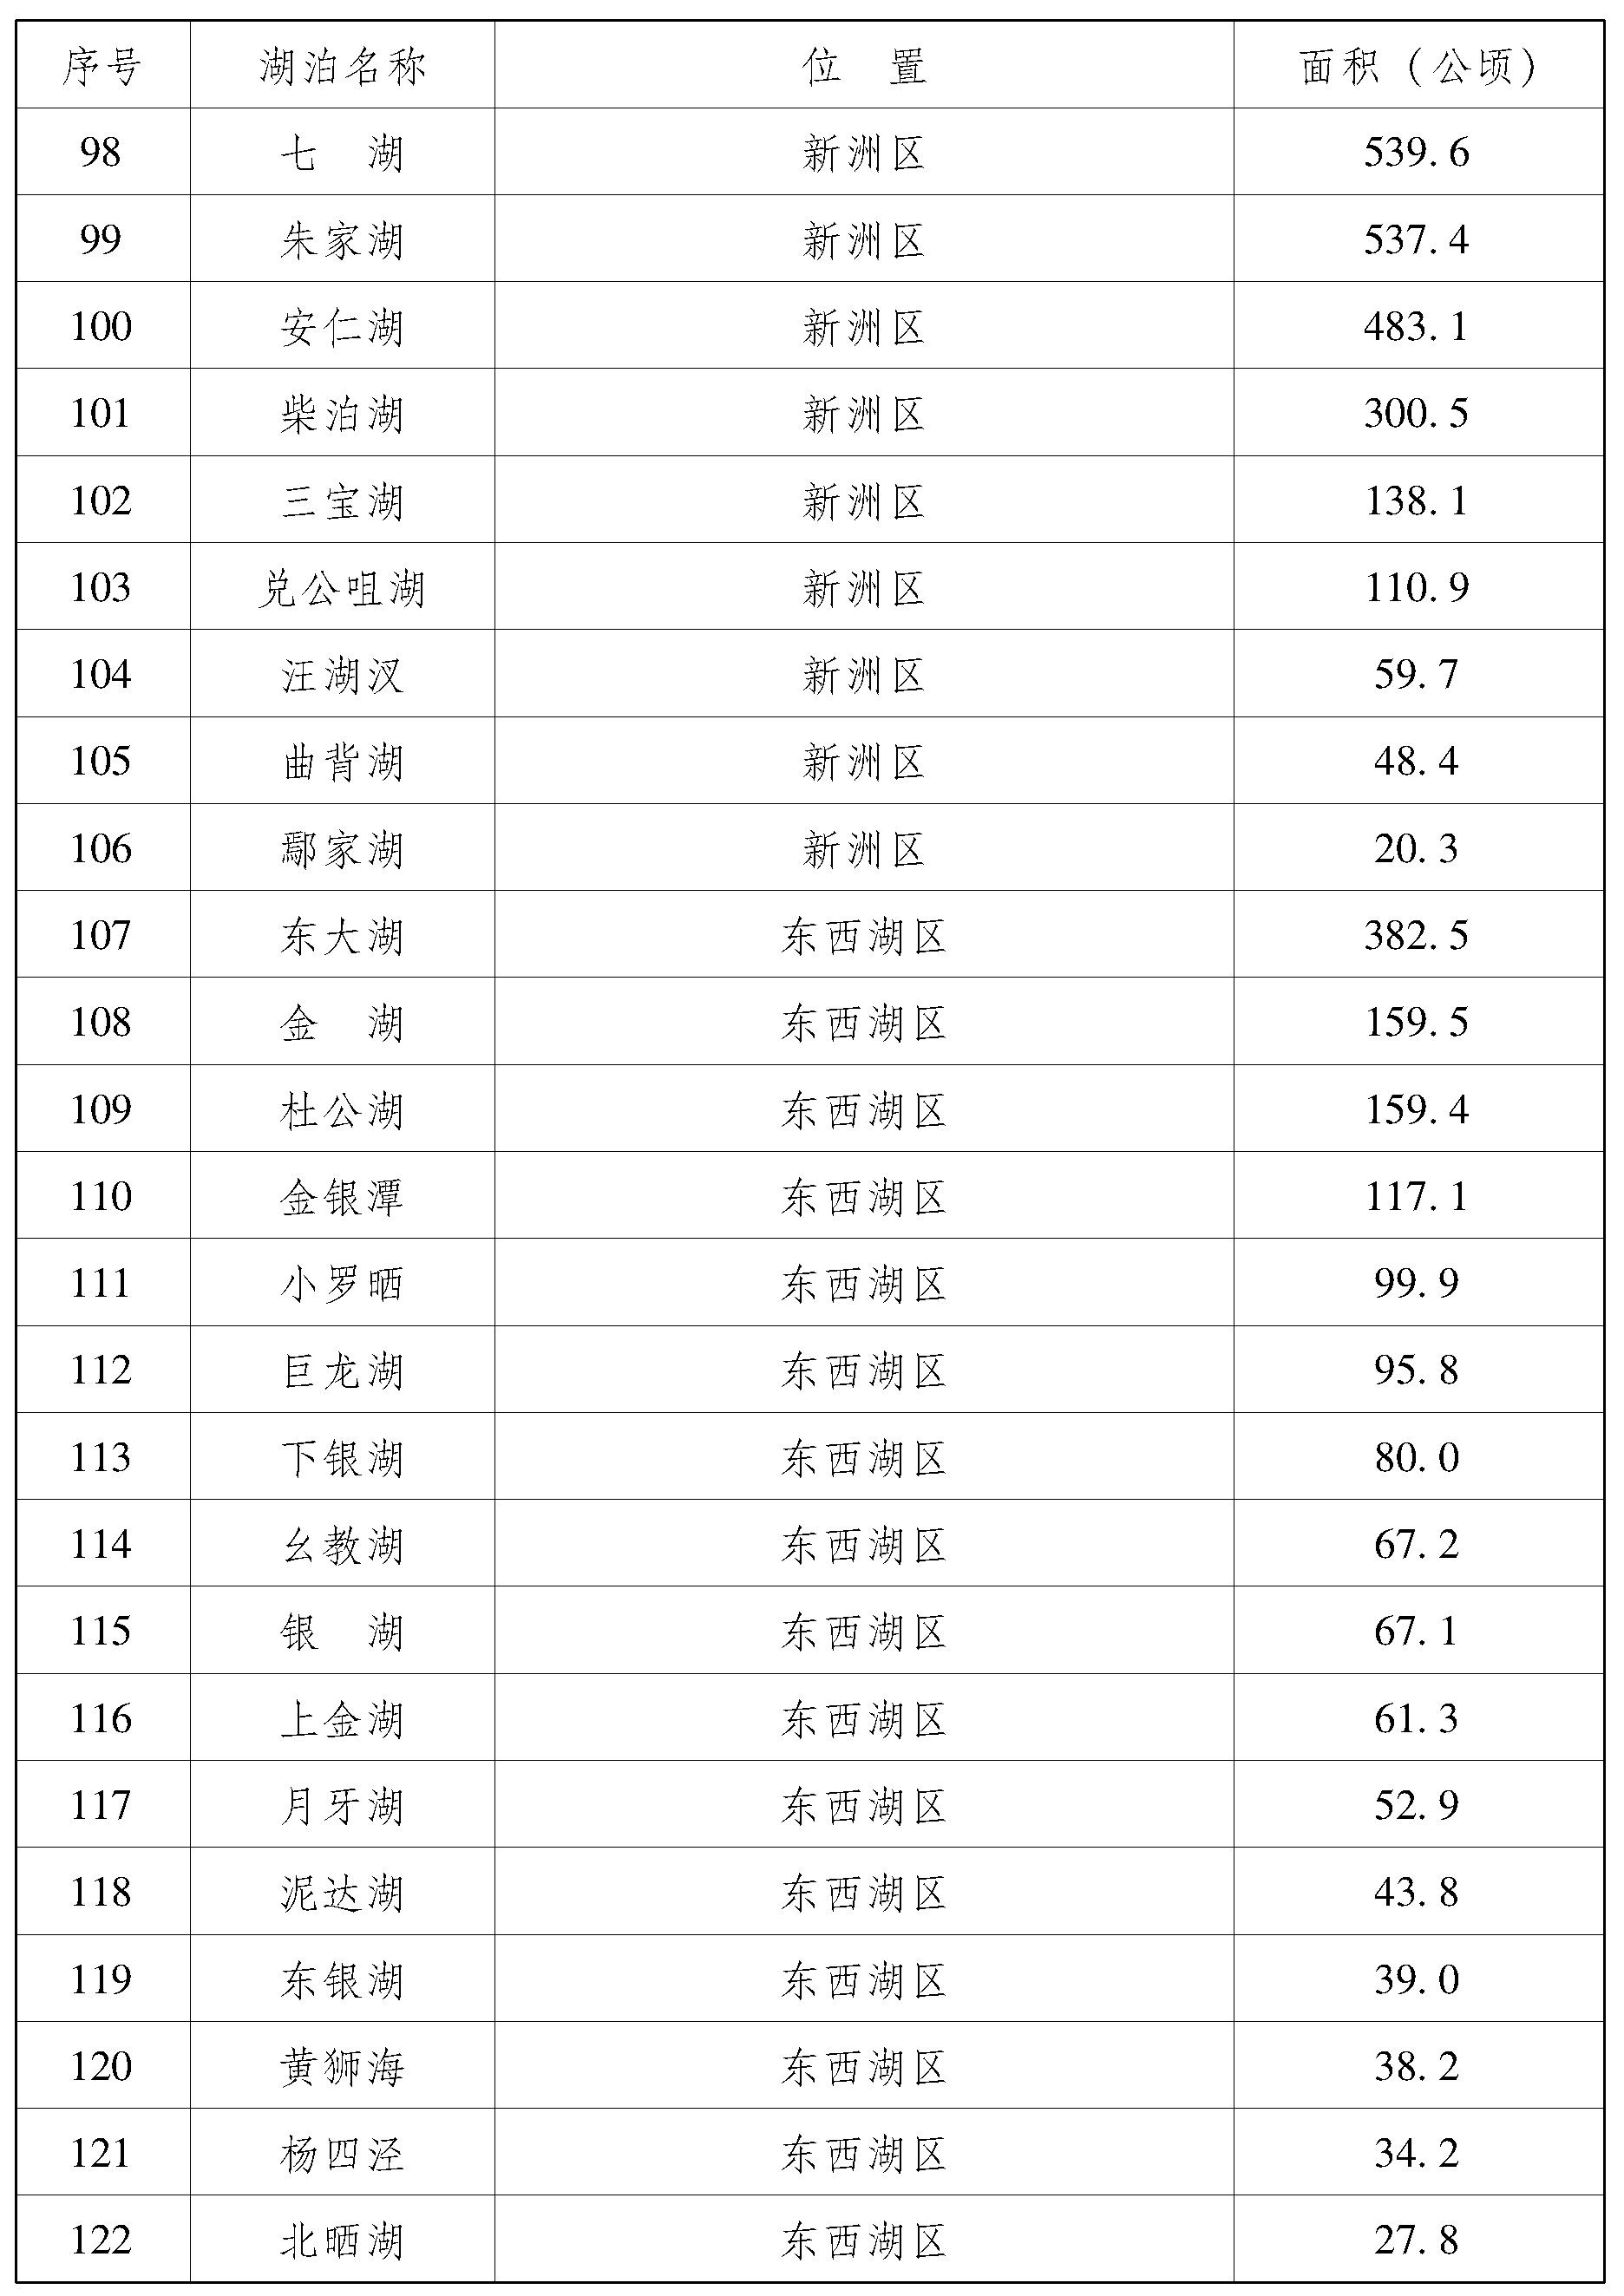 序号 湖泊名称 位 置 面积（公顷）
98 七 湖 新洲区 539.6
99 朱家湖 新洲区 537.4
100 安仁湖 新洲区 483.1
101 柴泊湖 新洲区 300.5
102 三宝湖 新洲区 138.1
103 兑公咀湖 新洲区 110.9
104 汪湖汊 新洲区 59.7
105 曲背湖 新洲区 48.4
106 鄢家湖 新洲区 20.3
107 东大湖 东西湖区 382.5
108 金 湖 东西湖区 159.5
109 杜公湖 东西湖区 159.4
110 金银潭 东西湖区 117.1
111 小罗晒 东西湖区 99.9
112 巨龙湖 东西湖区 95.8
113 下银湖 东西湖区 80.0
114 幺教湖 东西湖区 67.2
115 银 湖 东西湖区 67.1
116 上金湖 东西湖区 61.3
117 月牙湖 东西湖区 52.9
118 泥达湖 东西湖区 43.8
119 东银湖 东西湖区 39.0
120 黄狮海 东西湖区 38.2
121 杨四泾 东西湖区 34.2
122 北晒湖 东西湖区 27.8